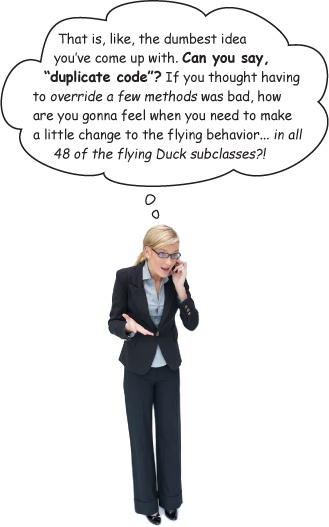 That is, like, the dumbest idea
you've come up with. Can you say,
"duplicate code"? If you thought having
to override a few methods was bad, how
are you gonna feel when you need to make
a little change to the flying behavior... in all
48 of the flying Duck subclasses?!